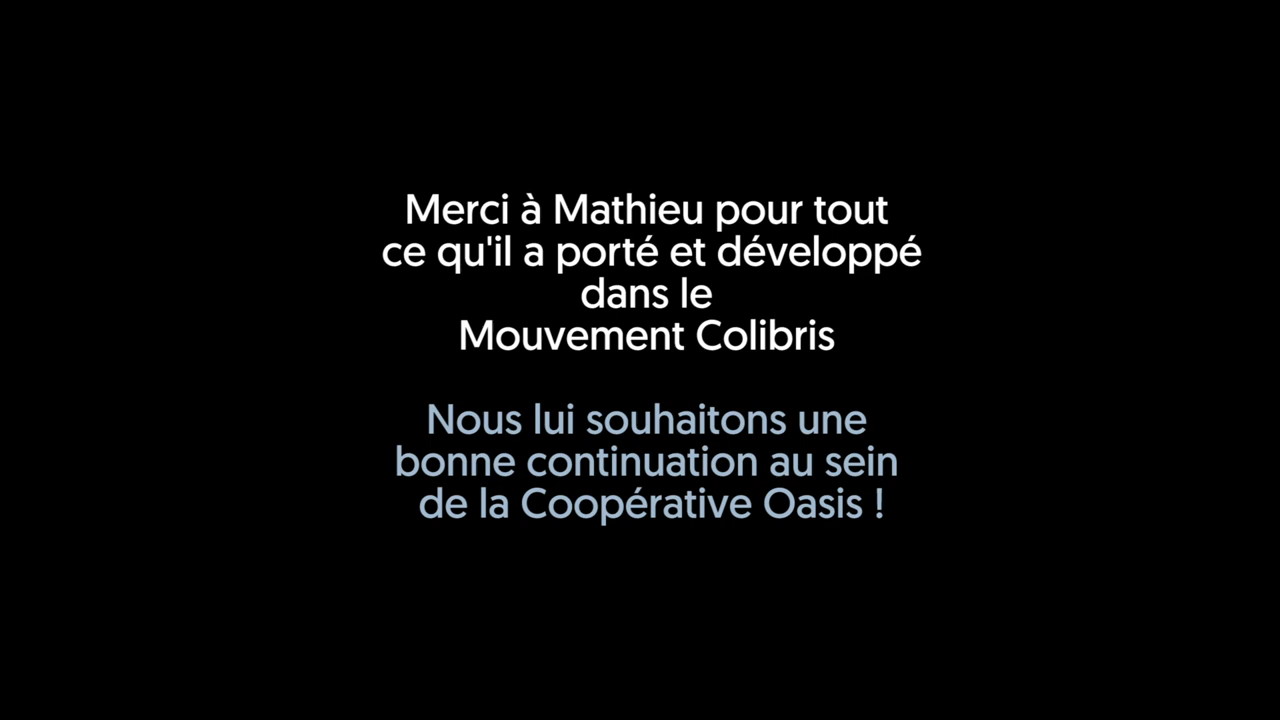 Merci à Mathieu pour tout
ce qu'il a porté et développé
dans le
Mouvement Colibris
Nous lui souhaitons une
bonne continuation au sein
de la Coopérative Oasis !